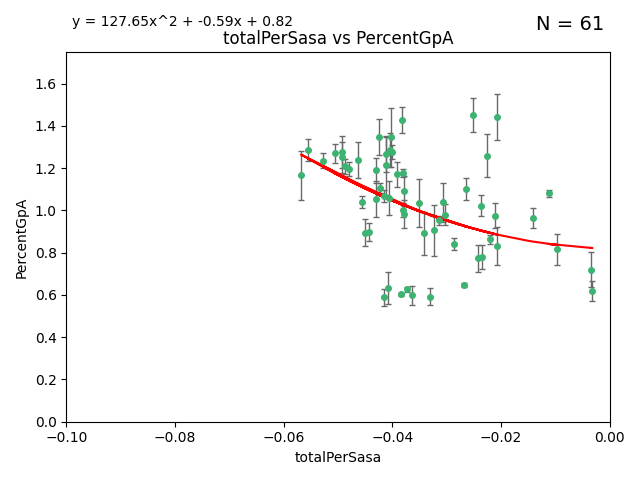 y = 127.65x^2 + -0.59x + 0.82
N = 61
totalPerSasa vs PercentGpA
1.6
1.4
1.2
1.0
0.8
0.6
0.4
0.2
0.0
PercentGpA
−0.10 −0.08 −0.06 −0.04 −0.02 0.00
totalPerSasa